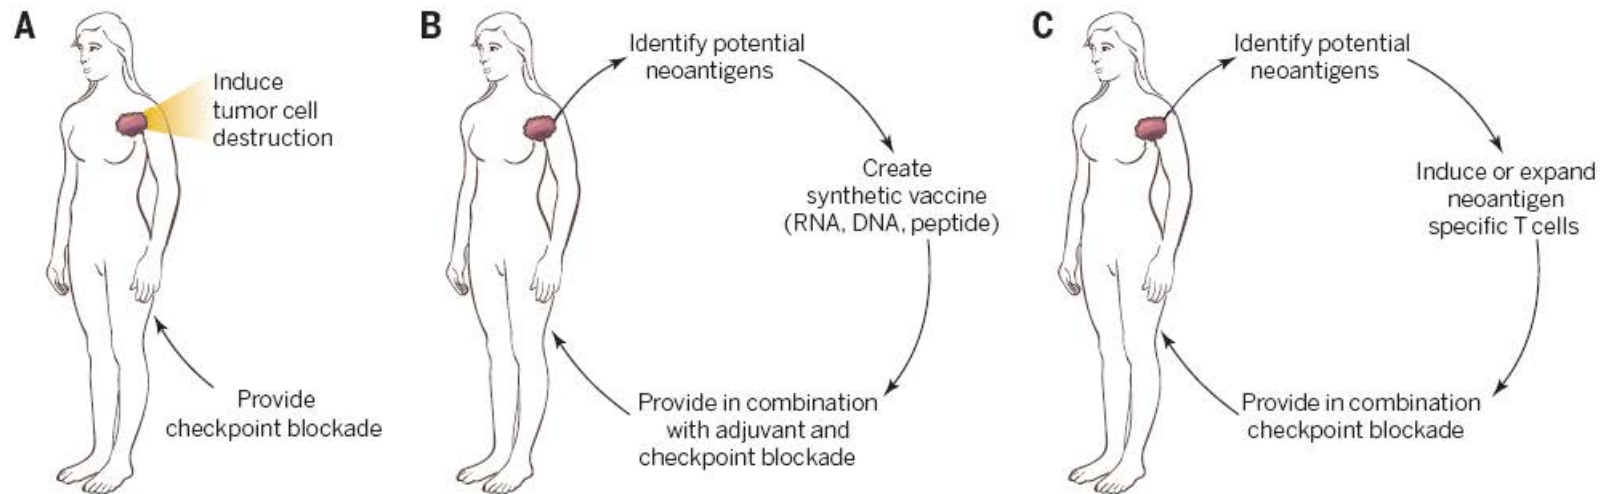 A
Induce
tumor cell
destruction
Provide
checkpoint blockade
B
Identify potential
neoantigens
Create
synthetic vaccine
(RNA, DNA, peptide)
Provide in combination
with adjuvant and
checkpoint blockade
C
Identify potential
neoantigens
Induce or expand
neoantigen
specific T cells
Provide in combination
checkpoint blockade